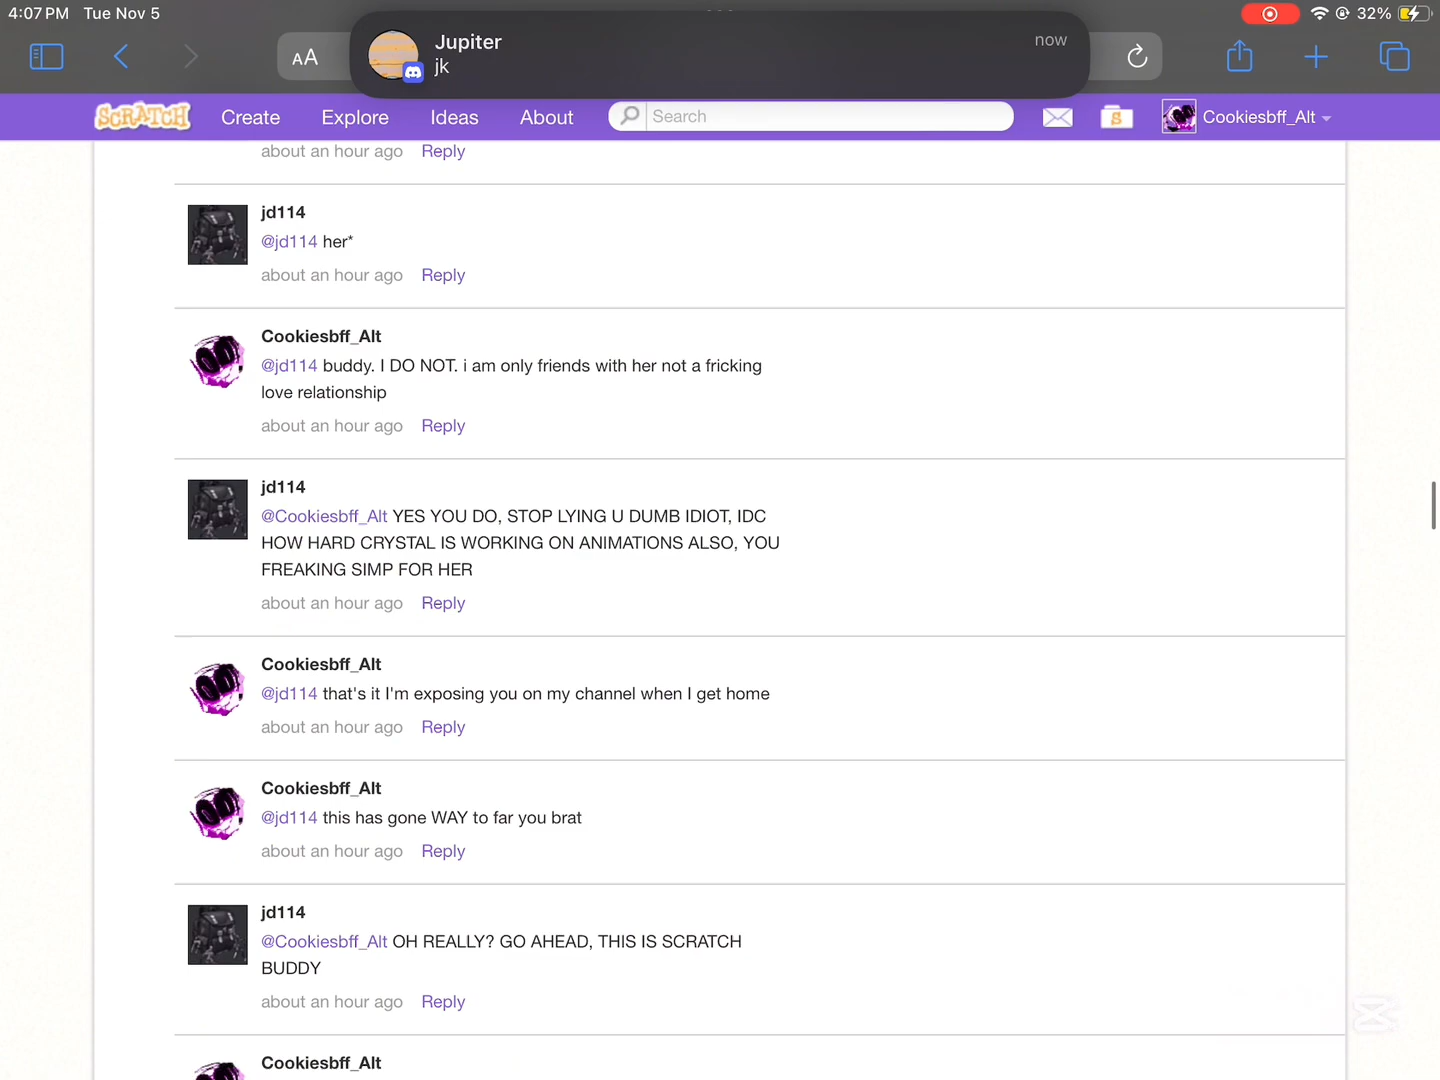 4:07 PM Tue Nov 5
32%
AA
Jupiter
now
jk
SCRATCH
Create
Explore
Ideas
About
Search
S
Cookiesbff_Alt
about an hour ago Reply
jd114
@jd114 her*
about an hour ago Reply
Cookiesbff_Alt
@jd114 buddy. I DO NOT. i am only friends with her not a fricking
love relationship
about an hour ago Reply
jd114
@Cookiesbff_Alt YES YOU DO, STOP LYING U DUMB IDIOT, IDC
HOW HARD CRYSTAL IS WORKING ON ANIMATIONS ALSO, YOU
FREAKING SIMP FOR HER
about an hour ago Reply
Cookiesbff_Alt
@jd114 that's it I'm exposing you on my channel when I get home
about an hour ago Reply
Cookiesbff_Alt
@jd114 this has gone WAY to far you brat
about an hour ago Reply
jd114
@Cookiesbff_Alt OH REALLY? GO AHEAD, THIS IS SCRATCH
BUDDY
about an hour ago Reply
Cookiesbff_Alt